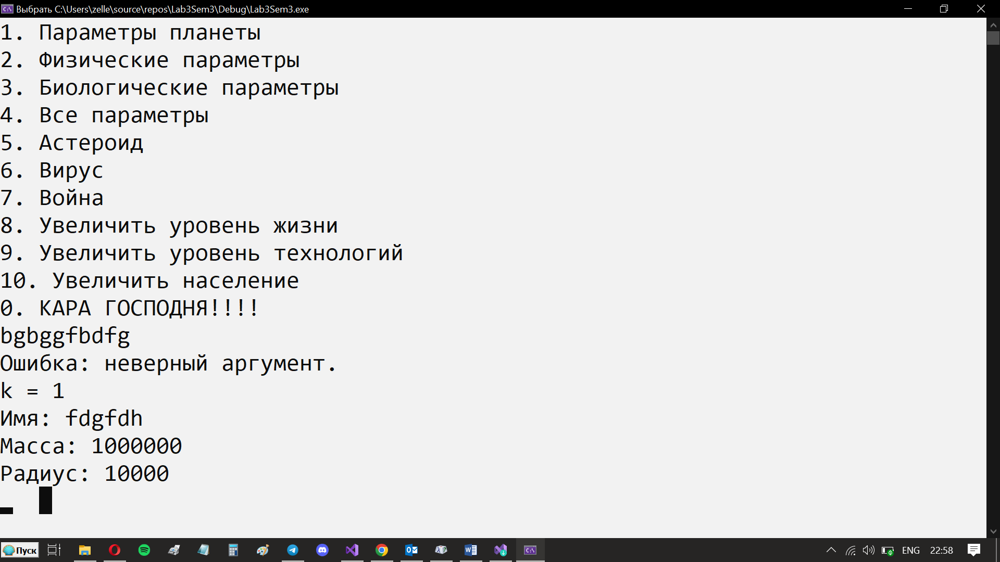 Выбрать C:\Users\zelle\source\repos\Lab3Sem3\Debug\Lab3Sem3.exe
1. Параметры планеты
2. Физические параметры
3. Биологические параметры
4. Все параметры
5. Астероид
6. Вирус
7. Война
8. Увеличить уровень жизни
9. Увеличить уровень технологий
10. Увеличить население
0. КАРА ГОСПОДНЯ!!!!
bgbggfbdfg
Ошибка: неверный аргумент.
k = 1
Имя: fdgfdh
Масса: 1000000
Радиус: 10000
Пуск ENG 22:58